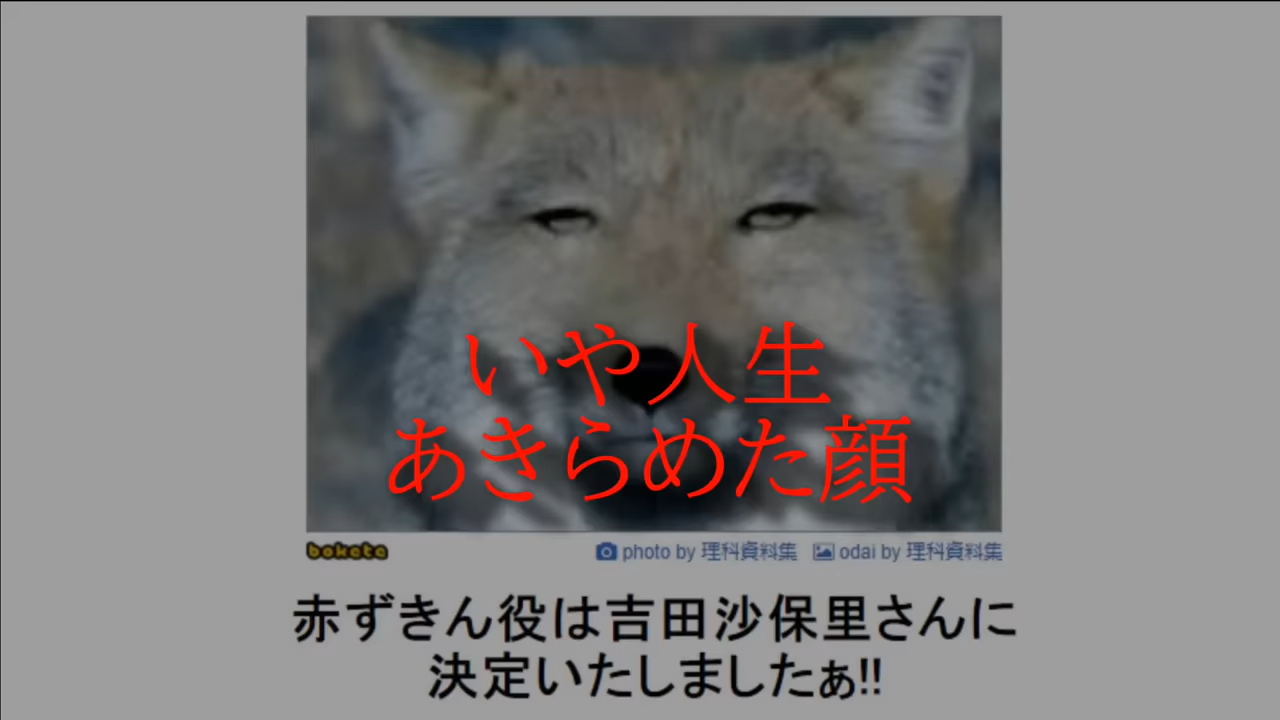 いや人生
あきらめた顔
bokete
photo by 理科資料集 odai by 理科資料集
赤ずきん役は吉田沙保里さんに
決定いたしましたぁ!!